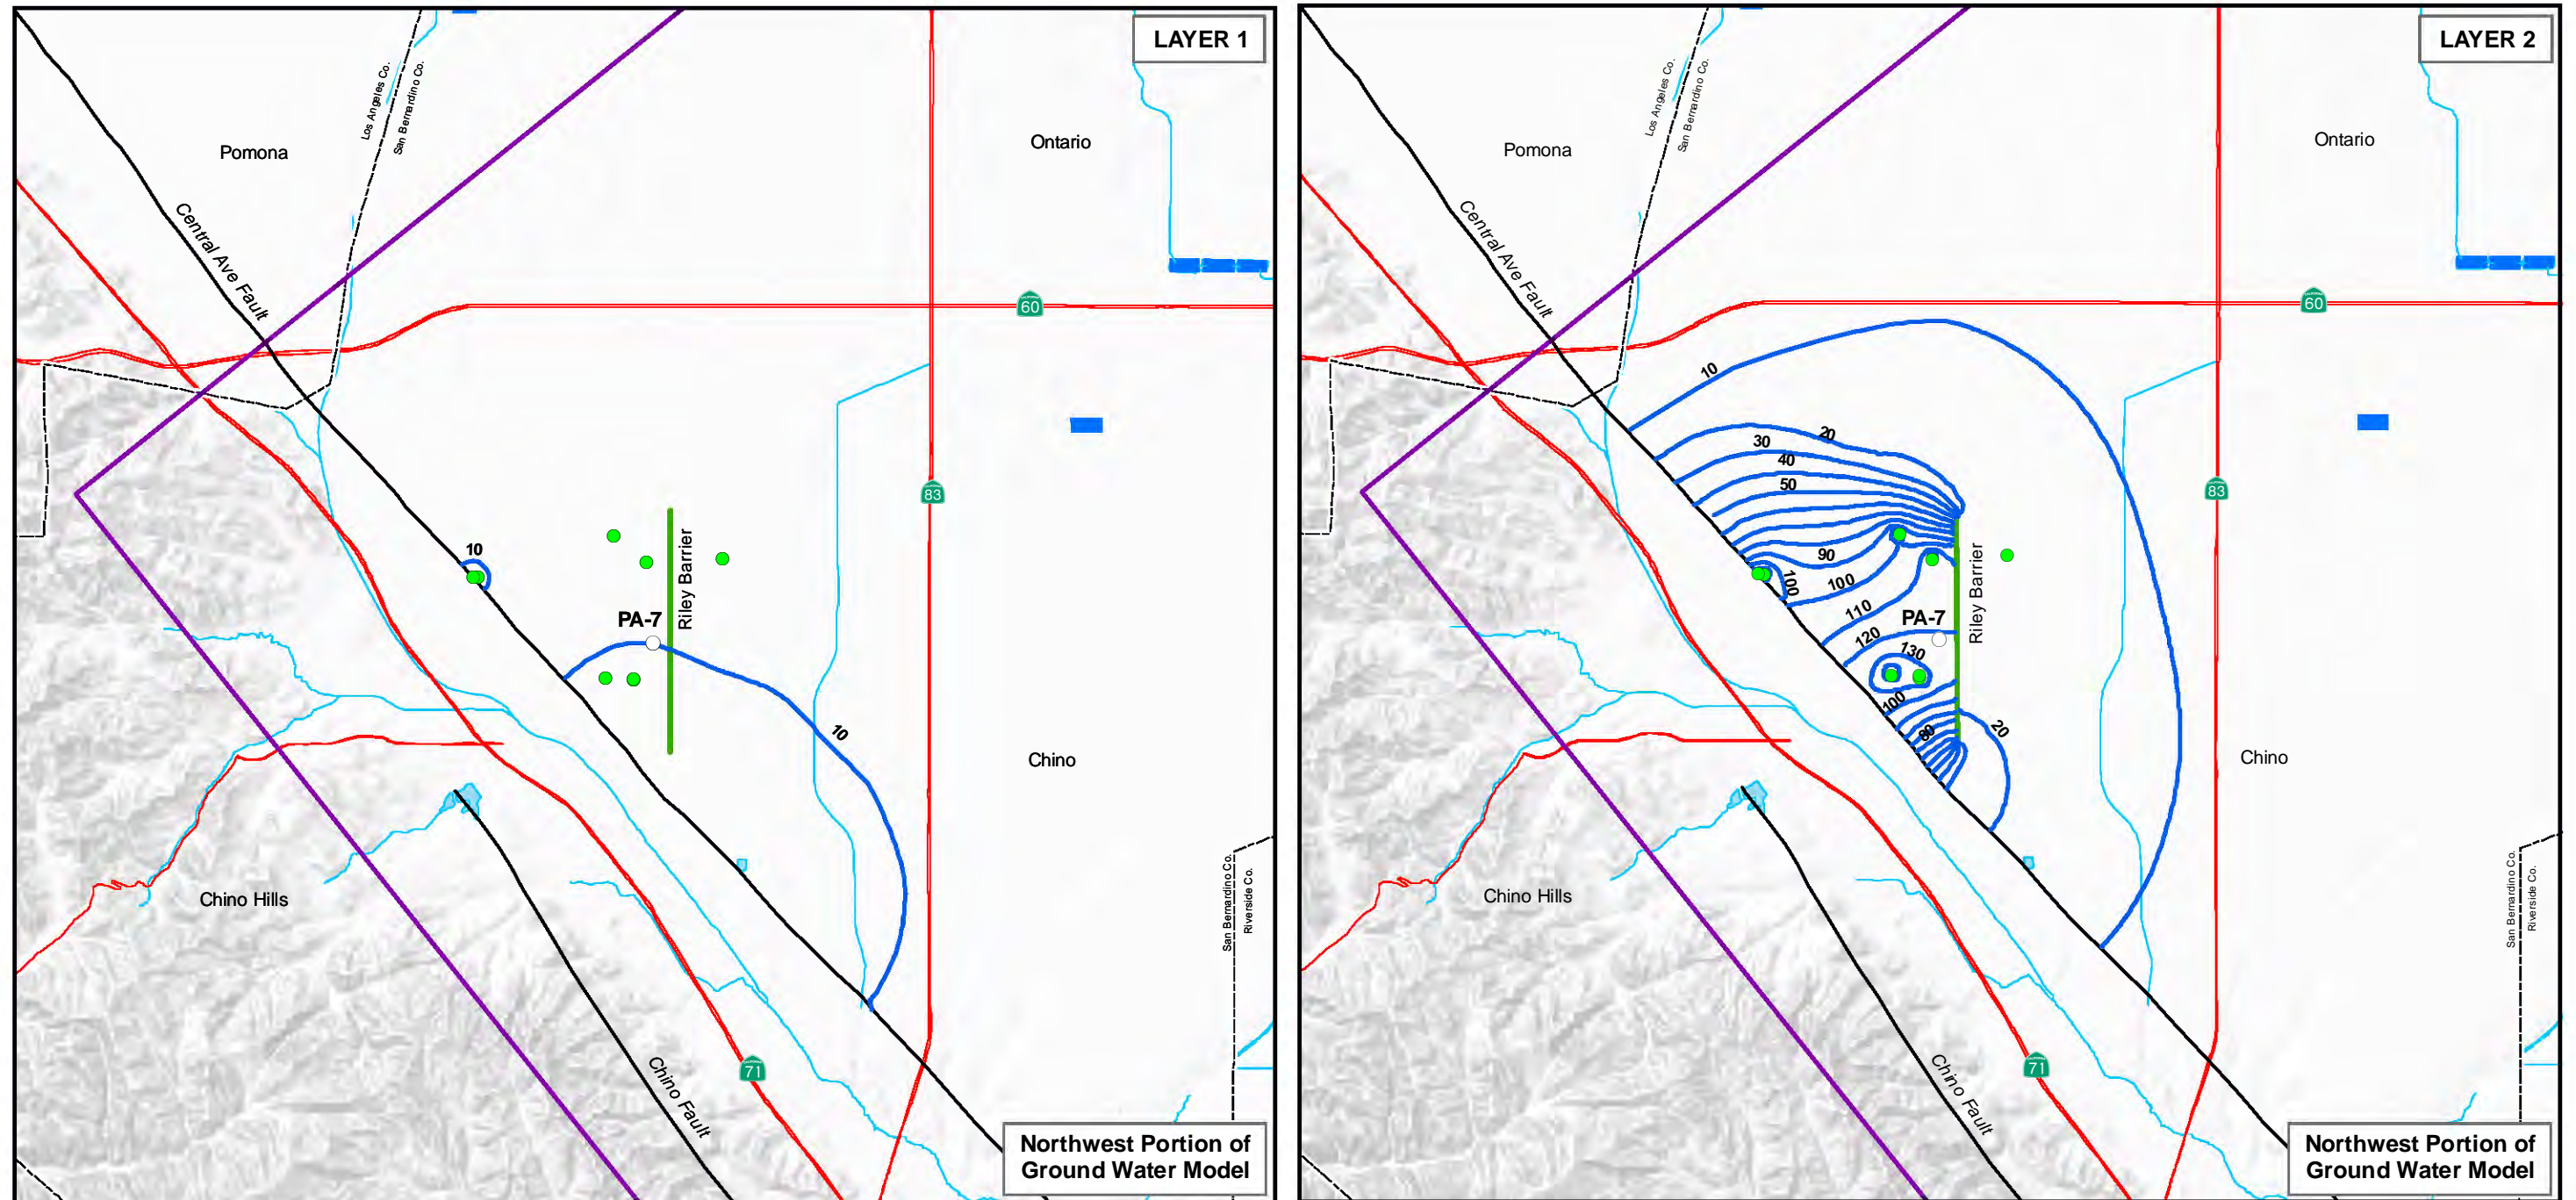 LAYER 1
Los Angeles Co.
San Bernardino Co.
Pomona
Ontario
Central Ave Fault
60
83
10
Riley Barrier
PA-7
10
Chino
Chino Hills
San Bernardino Co.
Riverside Co.
71
Chino Fault
Northwest Portion of
Ground Water Model
LAYER 2
Los Angeles Co.
San Bernardino Co.
Pomona
Ontario
Central Ave Fault
60
10
20
30
40
50
83
90
100
100
110
Riley Barrier
PA-7
120
130
100
20
80
Chino
Chino Hills
San Bernardino Co.
Riverside Co.
71
Chino Fault
Northwest Portion of
Ground Water Model